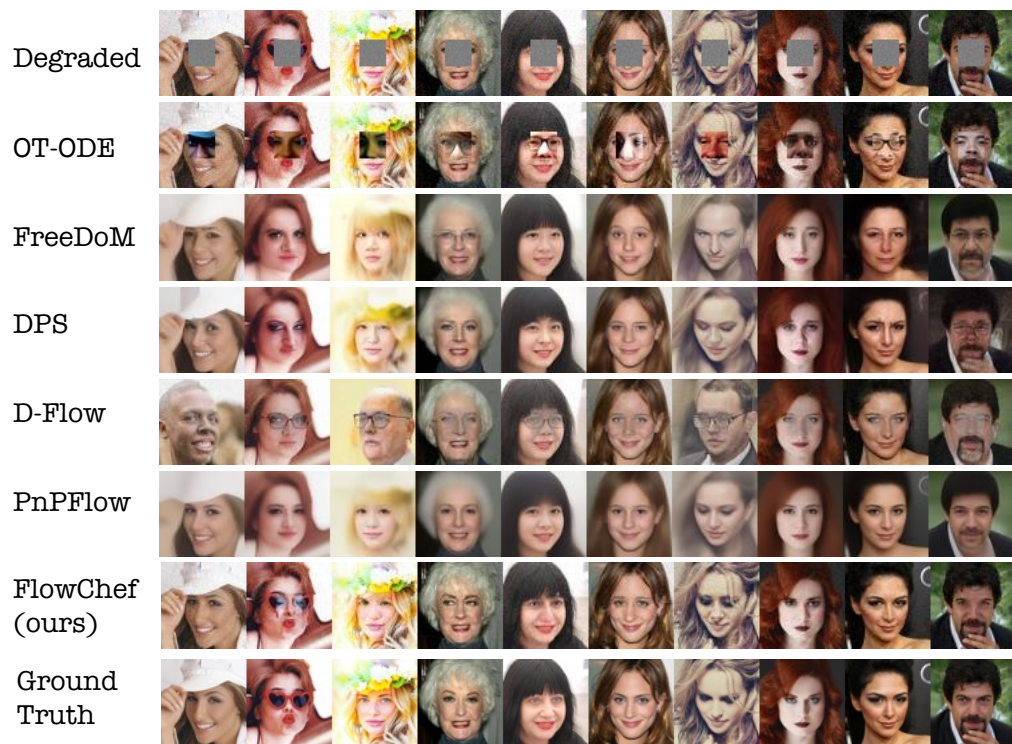 Degraded
OT-ODE
FreeDoM
DPS
D-Flow
PnPFlow
FlowChef
(ours)
Ground
Truth